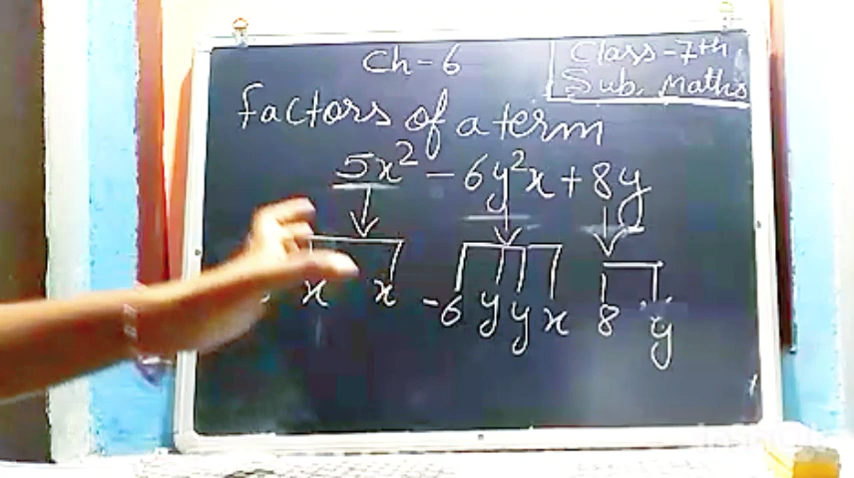 Ch-6
Class-7th
Sub. Maths
factors of a term
5x² - 6y²x + 8y
x x -6 y y x 8 y